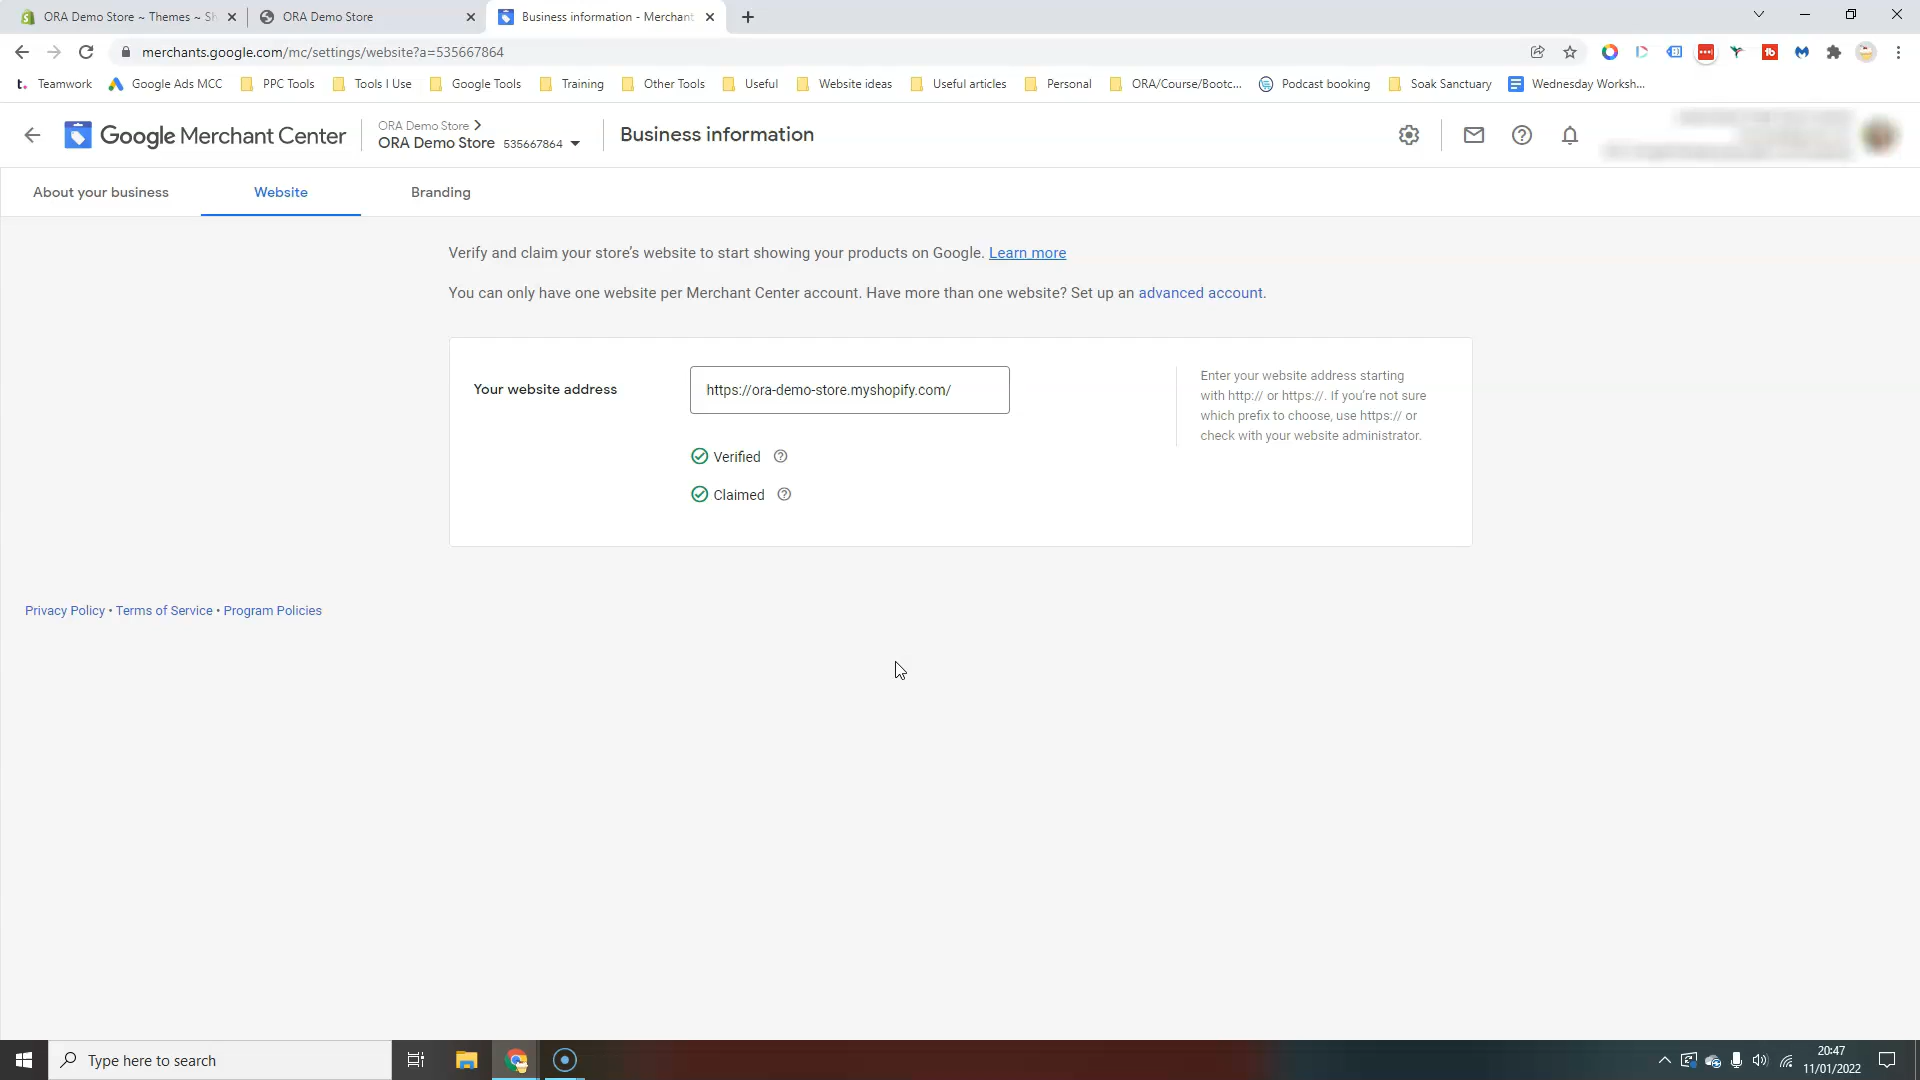 ORA Demo Store ~ Themes ~ Sh
ORA Demo Store
Business information - Merchant
merchants.google.com/mc/settings/website?a=535667864
Teamwork
Google Ads MCC
PPC Tools
Tools I Use
Google Tools
Training
Other Tools
Useful
Website ideas
Useful articles
Personal
ORA/Course/Bootc...
Podcast booking
Soak Sanctuary
Wednesday Worksh...
Google Merchant Center
ORA Demo Store
ORA Demo Store 535667864
Business information
About your business
Website
Branding
Verify and claim your store's website to start showing your products on Google. Learn more
You can only have one website per Merchant Center account. Have more than one website? Set up an advanced account.
Your website address
https://ora-demo-store.myshopify.com/
Enter your website address starting
with http:// or https://. If you're not sure
which prefix to choose, use https:// or
check with your website administrator.
Verified
Claimed
Privacy Policy • Terms of Service • Program Policies
Type here to search
20:47
11/01/2022